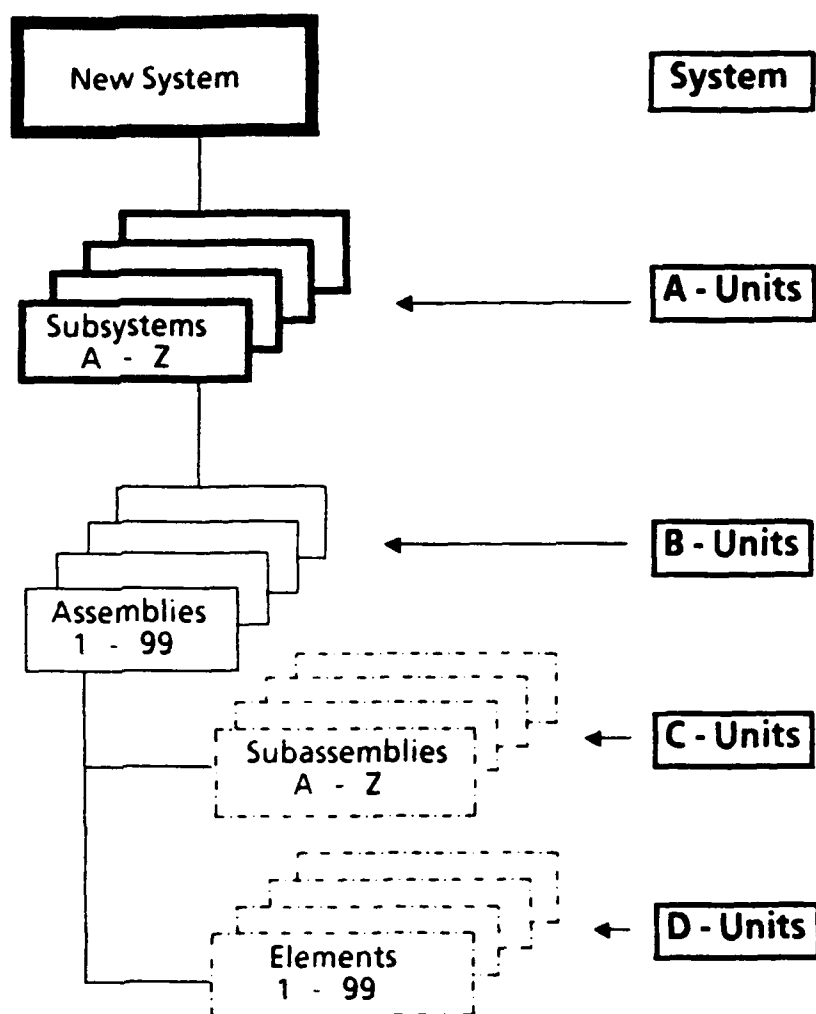 New System
System
A - Units
Subsystems
A - Z
B - Units
Assemblies
1 - 99
C - Units
Subassemblies
A - Z
D - Units
Elements
1 - 99